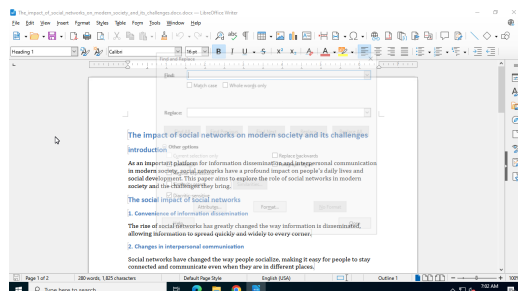 The_impact_of_social_networks_on_modern_society_and_its_challenges.docx.docx — LibreOffice Writer
File Edit View Insert Format Styles Table Form Tools Window Help
Heading 1 Calibri 16 pt B I U S X² X₂ A
Find and Replace
Find:
Match case Whole words only
Replace:
The impact of social networks on modern society and its challenges
introduction Other options
Replace backwards
As an important platform for information dissemination and interpersonal communication
in modern society, social networks have a profound impact on people's daily lives and
social development. This paper aims to explore the role of social networks in modern
society and the challenges they bring.
The social impact of social networks
Attributes... Format...
1. Convenience of information dissemination
The rise of social networks has greatly changed the way information is disseminated,
allowing information to spread quickly and widely to every corner.
2. Changes in interpersonal communication
Social networks have changed the way people socialize, making it easy for people to stay
connected and communicate even when they are in different places.
Page 1 of 2 280 words, 1,825 characters Default Page Style English (USA) Outline 1 100%
Type here to search 7:02 AM